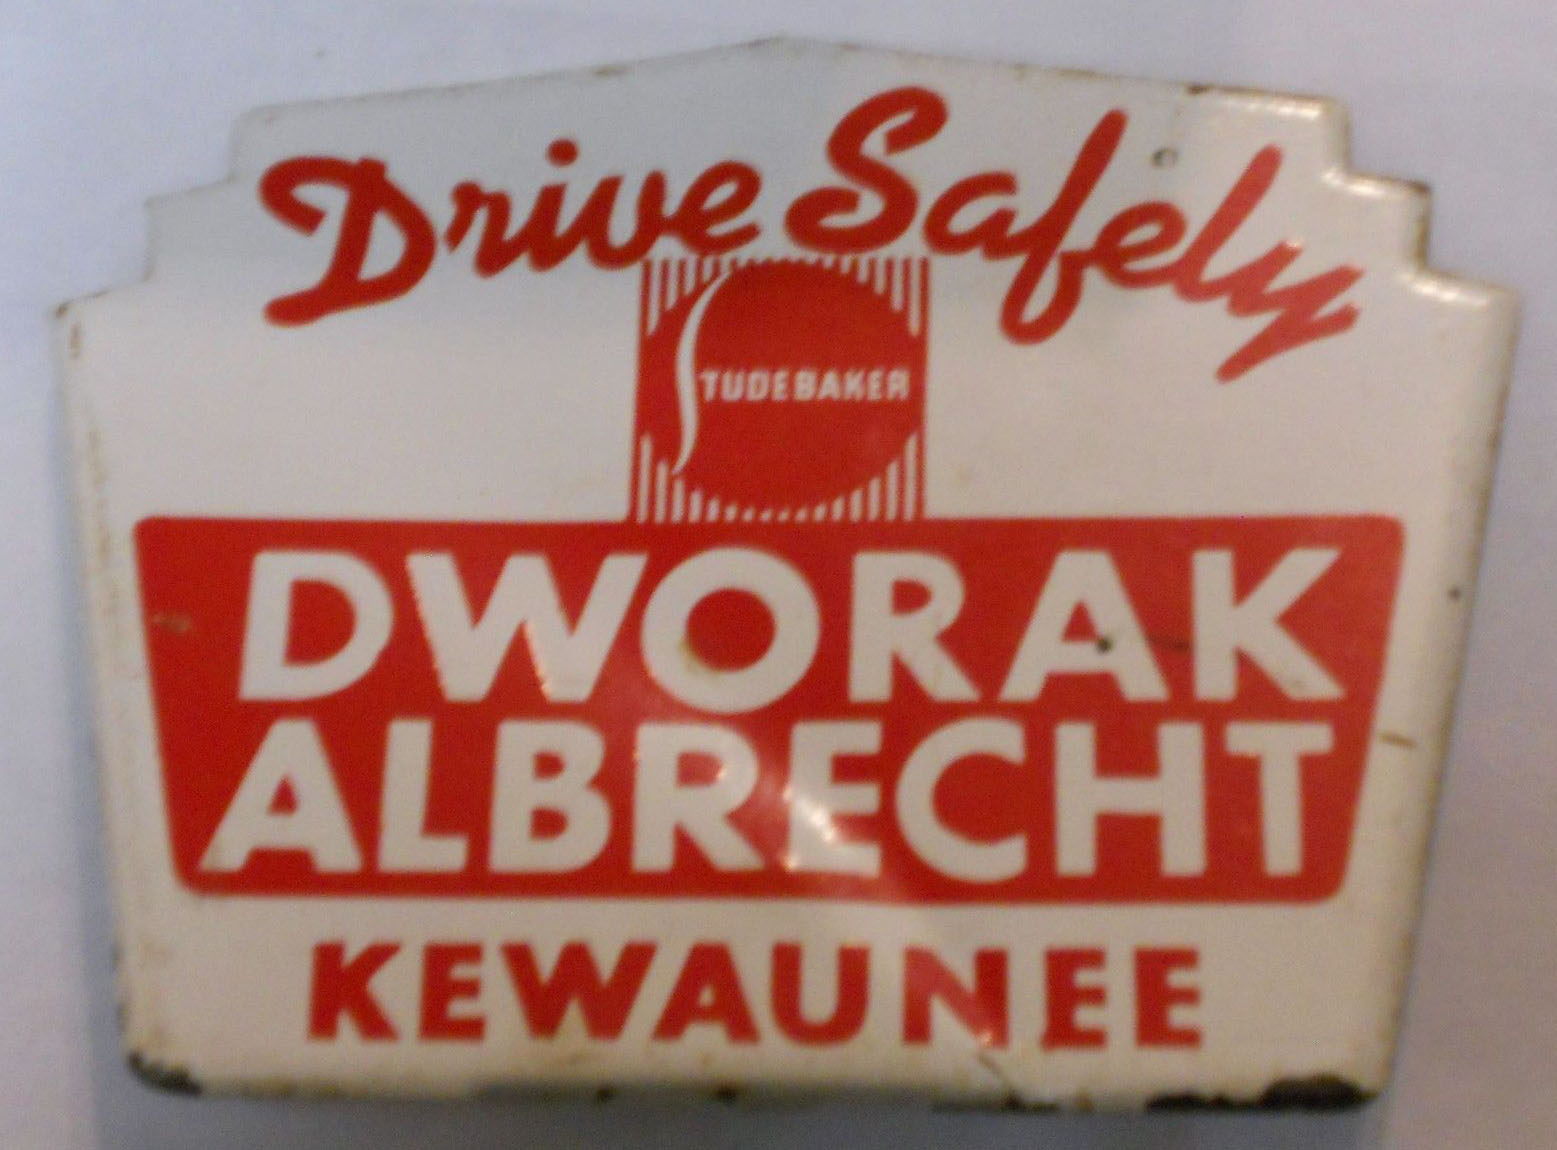 Drive Safely
STUDEBAKER
DWORAK
ALBRECHT
KEWAUNEE